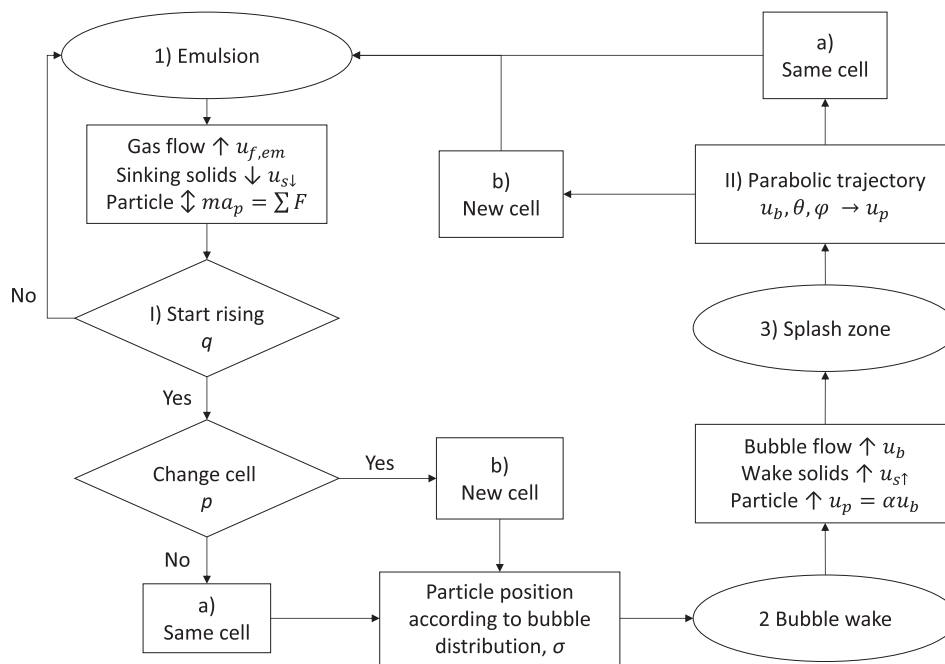 1) Emulsion
Gas flow ↑ u_{f,em}
Sinking solids ↓ u_{s↓}
Particle ↕ ma_p = ∑ F
No
I) Start rising
q
Yes
Change cell
p
Yes
b)
New cell
No
a)
Same cell
Particle position
according to bubble
distribution, σ
2 Bubble wake
Bubble flow ↑ u_b
Wake solids ↑ u_{s↑}
Particle ↑ u_p = αu_b
3) Splash zone
II) Parabolic trajectory
u_b, θ, φ → u_p
b)
New cell
a)
Same cell